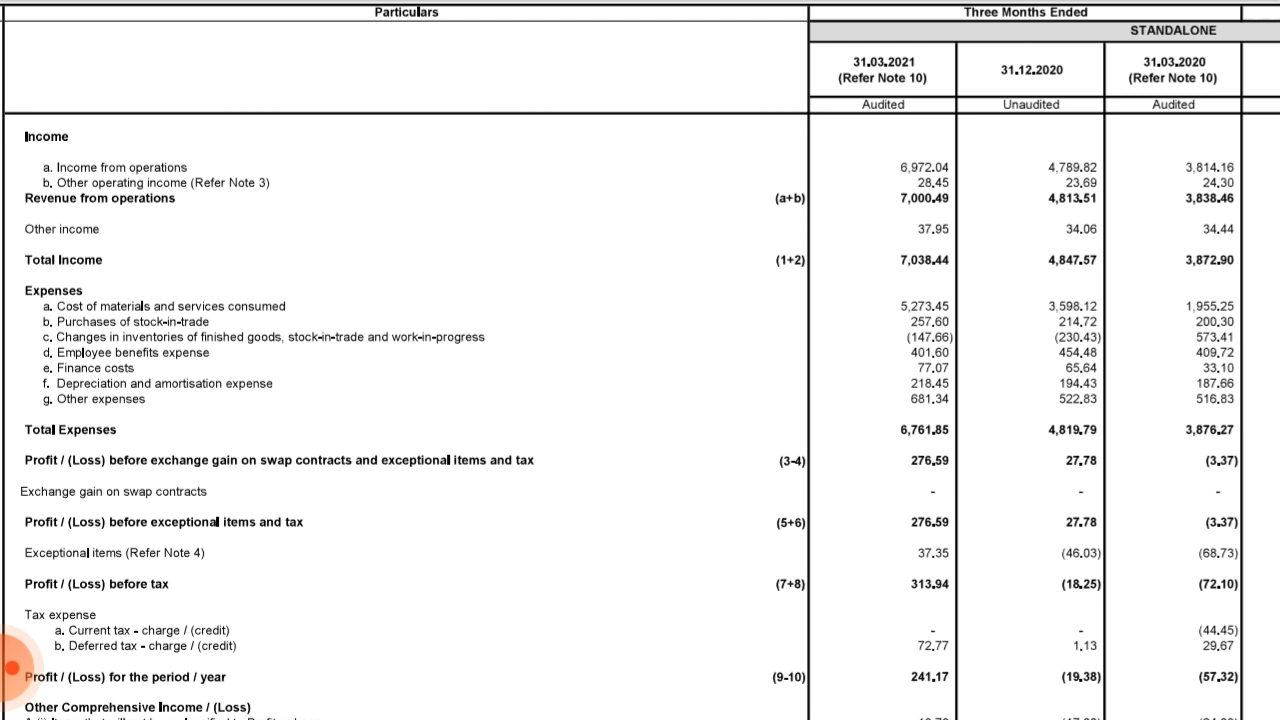 Particulars Three Months Ended
STANDALONE
31.03.2021 31.12.2020 31.03.2020
(Refer Note 10) (Refer Note 10)
Audited Unaudited Audited
Income
a. Income from operations 6,972.04 4,789.82 3,814.16
b. Other operating income (Refer Note 3) 28.45 23.69 24.30
Revenue from operations (a+b) 7,000.49 4,813.51 3,838.46
Other income 37.95 34.06 34.44
Total Income (1+2) 7,038.44 4,847.57 3,872.90
Expenses
a. Cost of materials and services consumed 5,273.45 3,598.12 1,955.25
b. Purchases of stock-in-trade 257.60 214.72 200.30
c. Changes in inventories of finished goods, stock-in-trade and work-in-progress (147.66) (230.43) 573.41
d. Employee benefits expense 401.60 454.48 409.72
e. Finance costs 77.07 65.64 33.10
f. Depreciation and amortisation expense 218.45 194.43 187.66
g. Other expenses 681.34 522.83 516.83
Total Expenses 6,761.85 4,819.79 3,876.27
Profit / (Loss) before exchange gain on swap contracts and exceptional items and tax (3-4) 276.59 27.78 (3.37)
Exchange gain on swap contracts - - -
Profit / (Loss) before exceptional items and tax (5+6) 276.59 27.78 (3.37)
Exceptional items (Refer Note 4) 37.35 (46.03) (68.73)
Profit / (Loss) before tax (7+8) 313.94 (18.25) (72.10)
Tax expense
a. Current tax - charge / (credit) - - (44.45)
b. Deferred tax - charge / (credit) 72.77 1.13 29.67
Profit / (Loss) for the period / year (9-10) 241.17 (19.38) (57.32)
Other Comprehensive Income / (Loss)